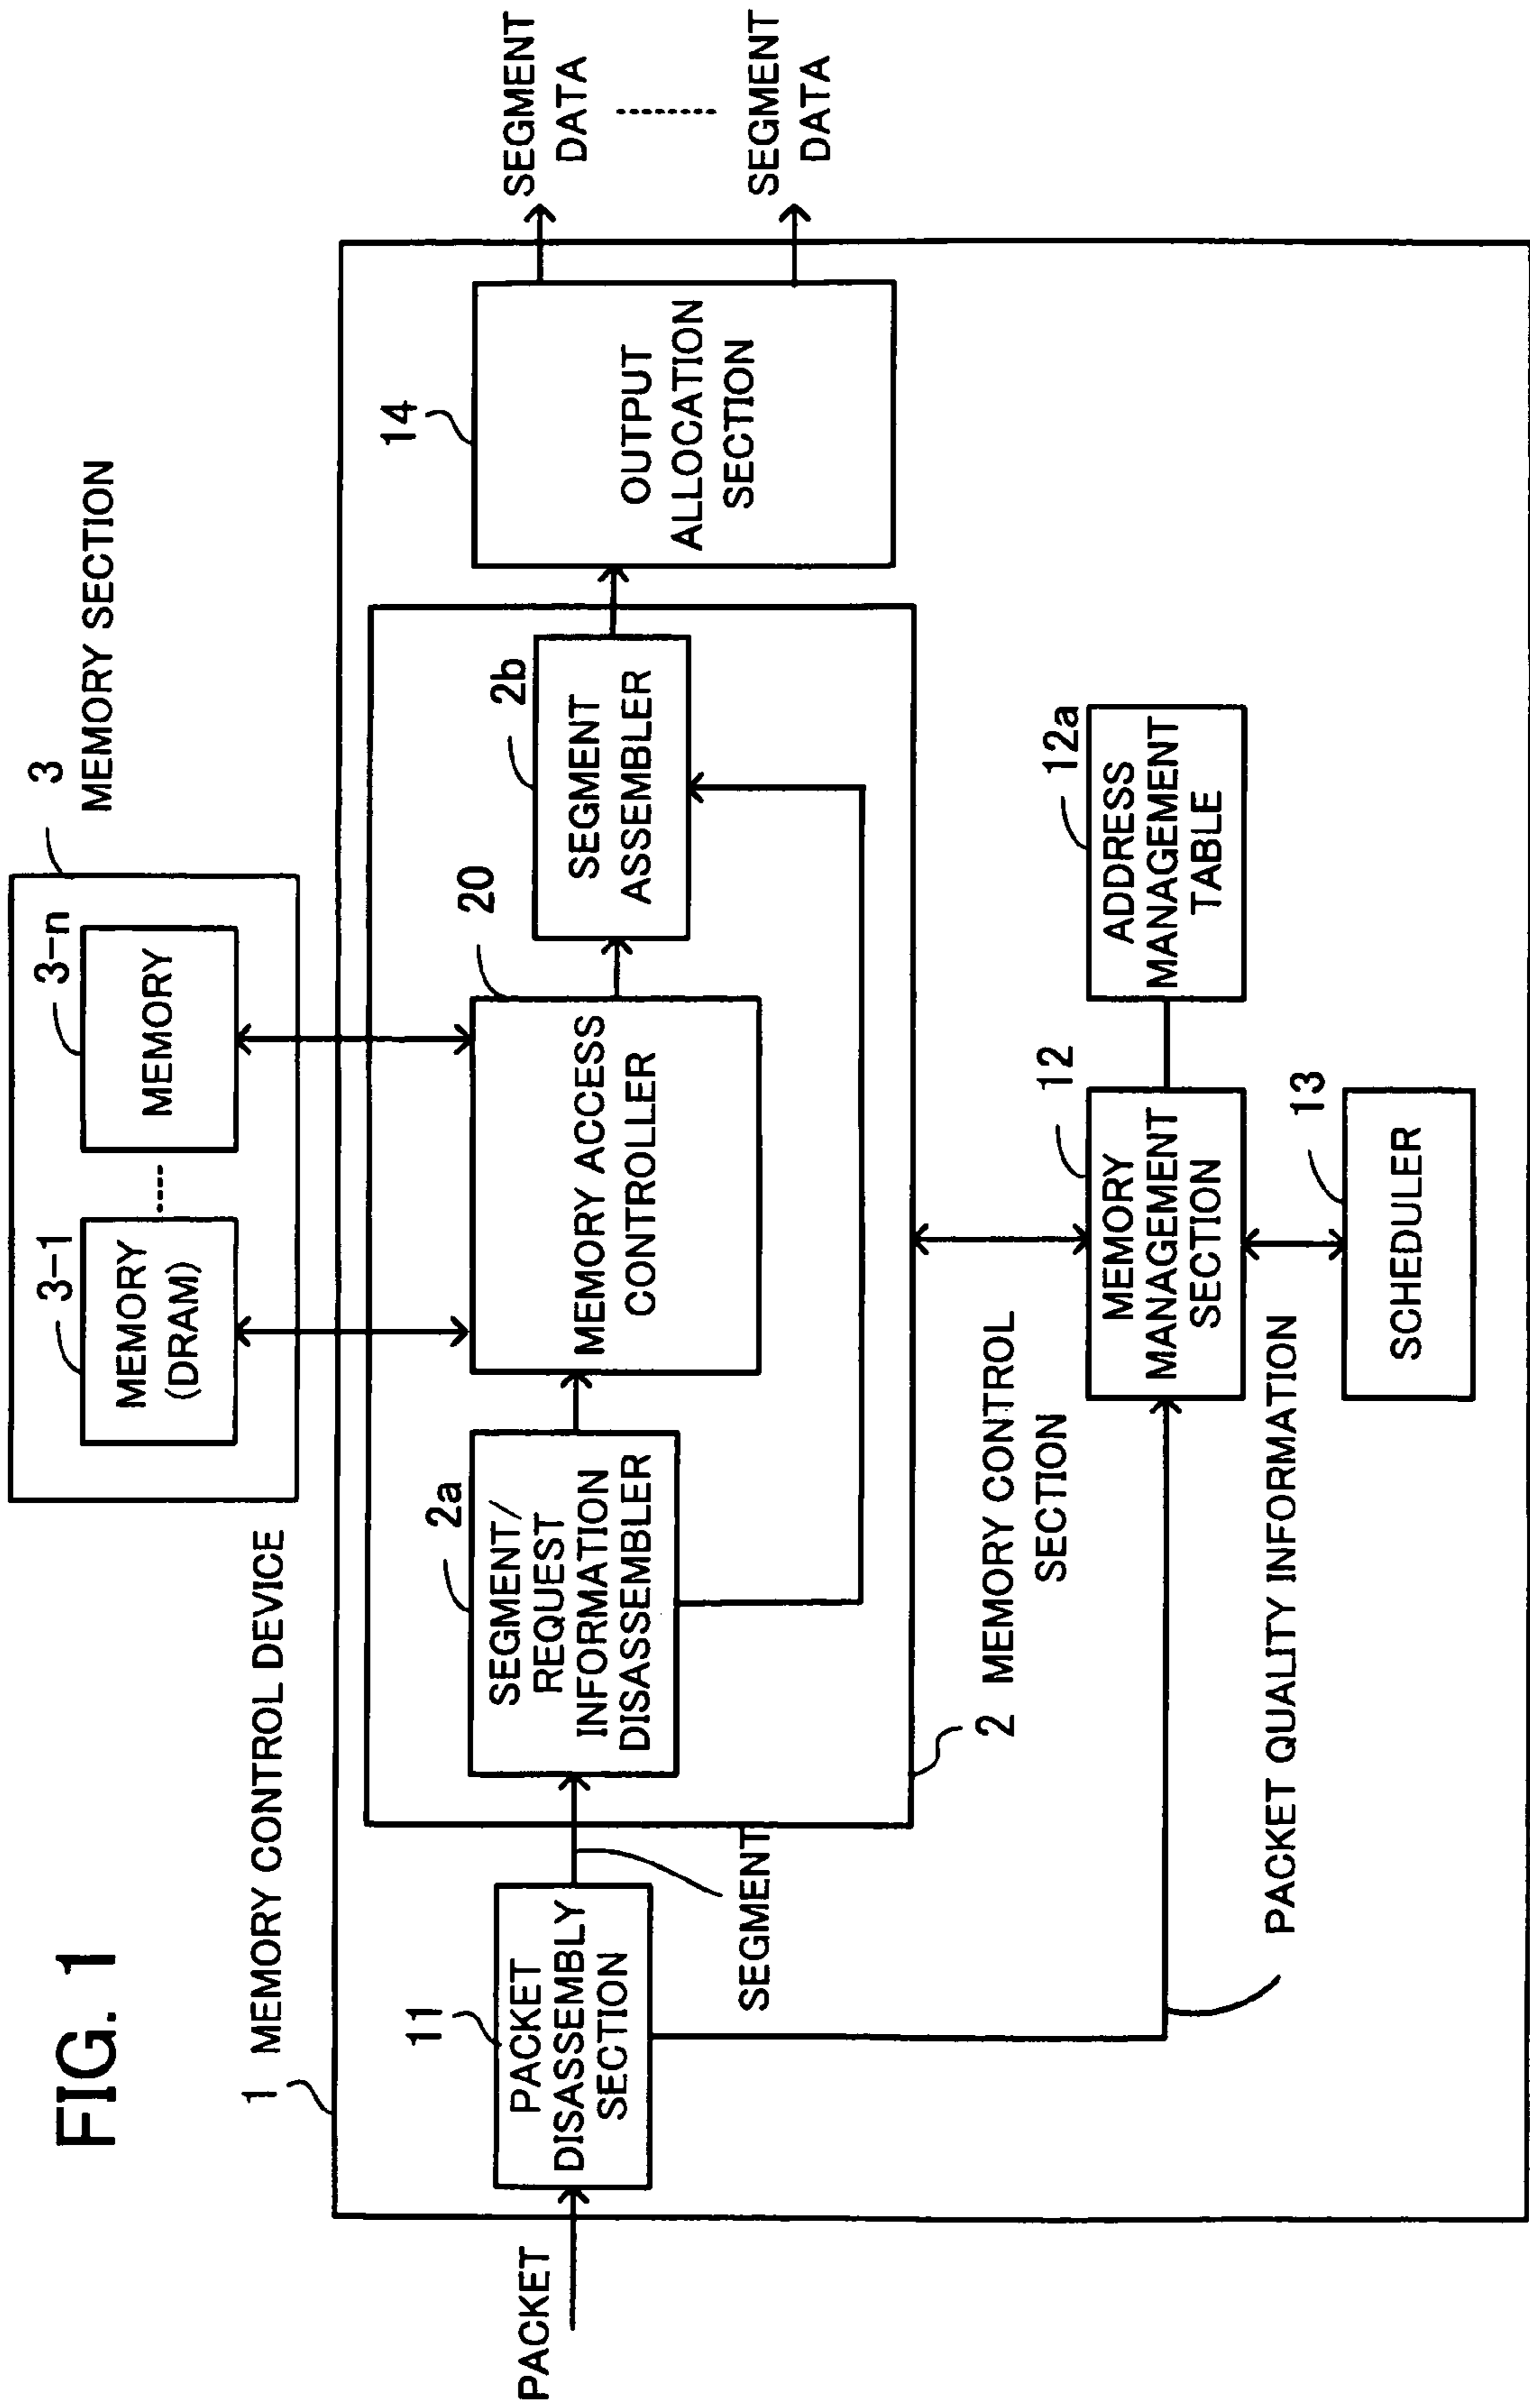 FIG. 1
1
MEMORY CONTROL DEVICE
3
MEMORY SECTION
3-1
MEMORY
(DRAM)
3-n
MEMORY
PACKET
11
PACKET
DISASSEMBLY
SECTION
SEGMENT
2a
SEGMENT/
REQUEST
INFORMATION
DISASSEMBLER
20
MEMORY ACCESS
CONTROLLER
2b
SEGMENT
ASSEMBLER
14
OUTPUT
ALLOCATION
SECTION
SEGMENT
DATA
SEGMENT
DATA
2 MEMORY CONTROL
SECTION
12
MEMORY
MANAGEMENT
SECTION
12a
ADDRESS
MANAGEMENT
TABLE
PACKET QUALITY INFORMATION
13
SCHEDULER